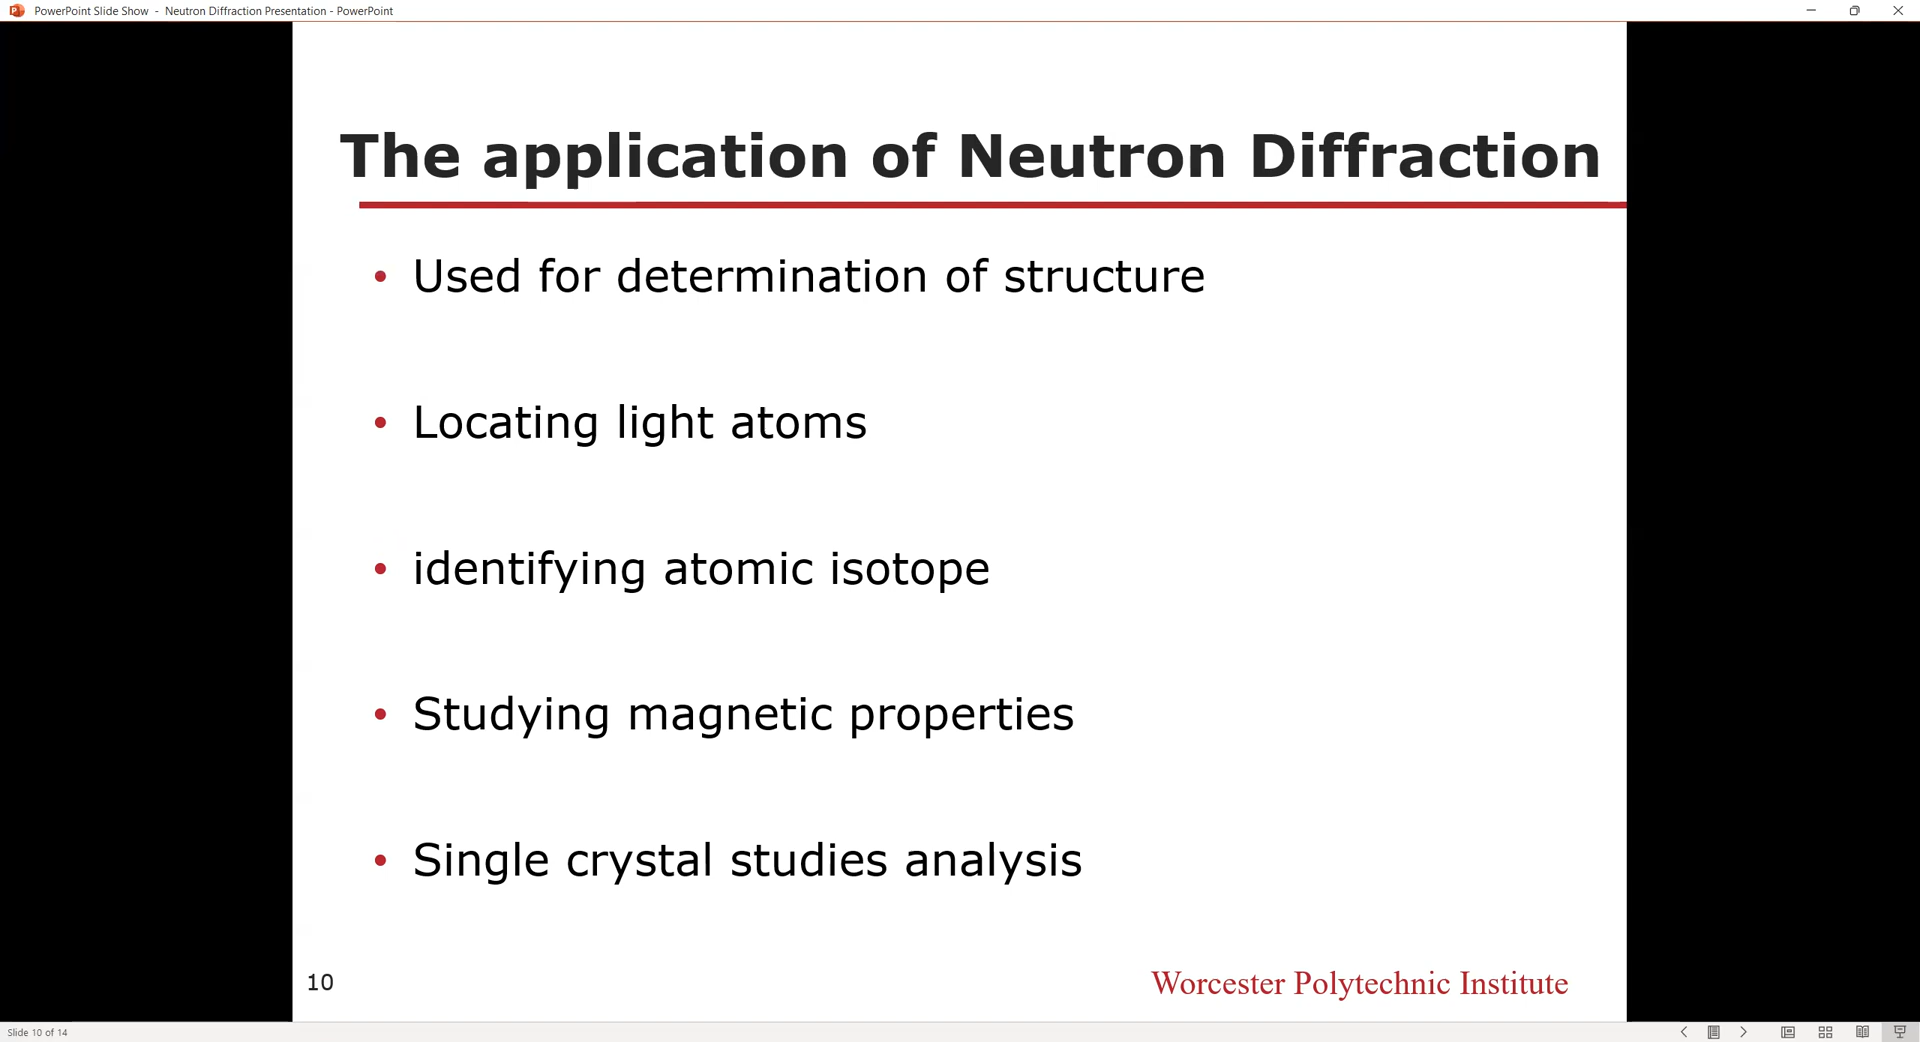 PowerPoint Slide Show - Neutron Diffraction Presentation - PowerPoint
The application of Neutron Diffraction
• Used for determination of structure
• Locating light atoms
• identifying atomic isotope
• Studying magnetic properties
• Single crystal studies analysis
10
Worcester Polytechnic Institute
Slide 10 of 14